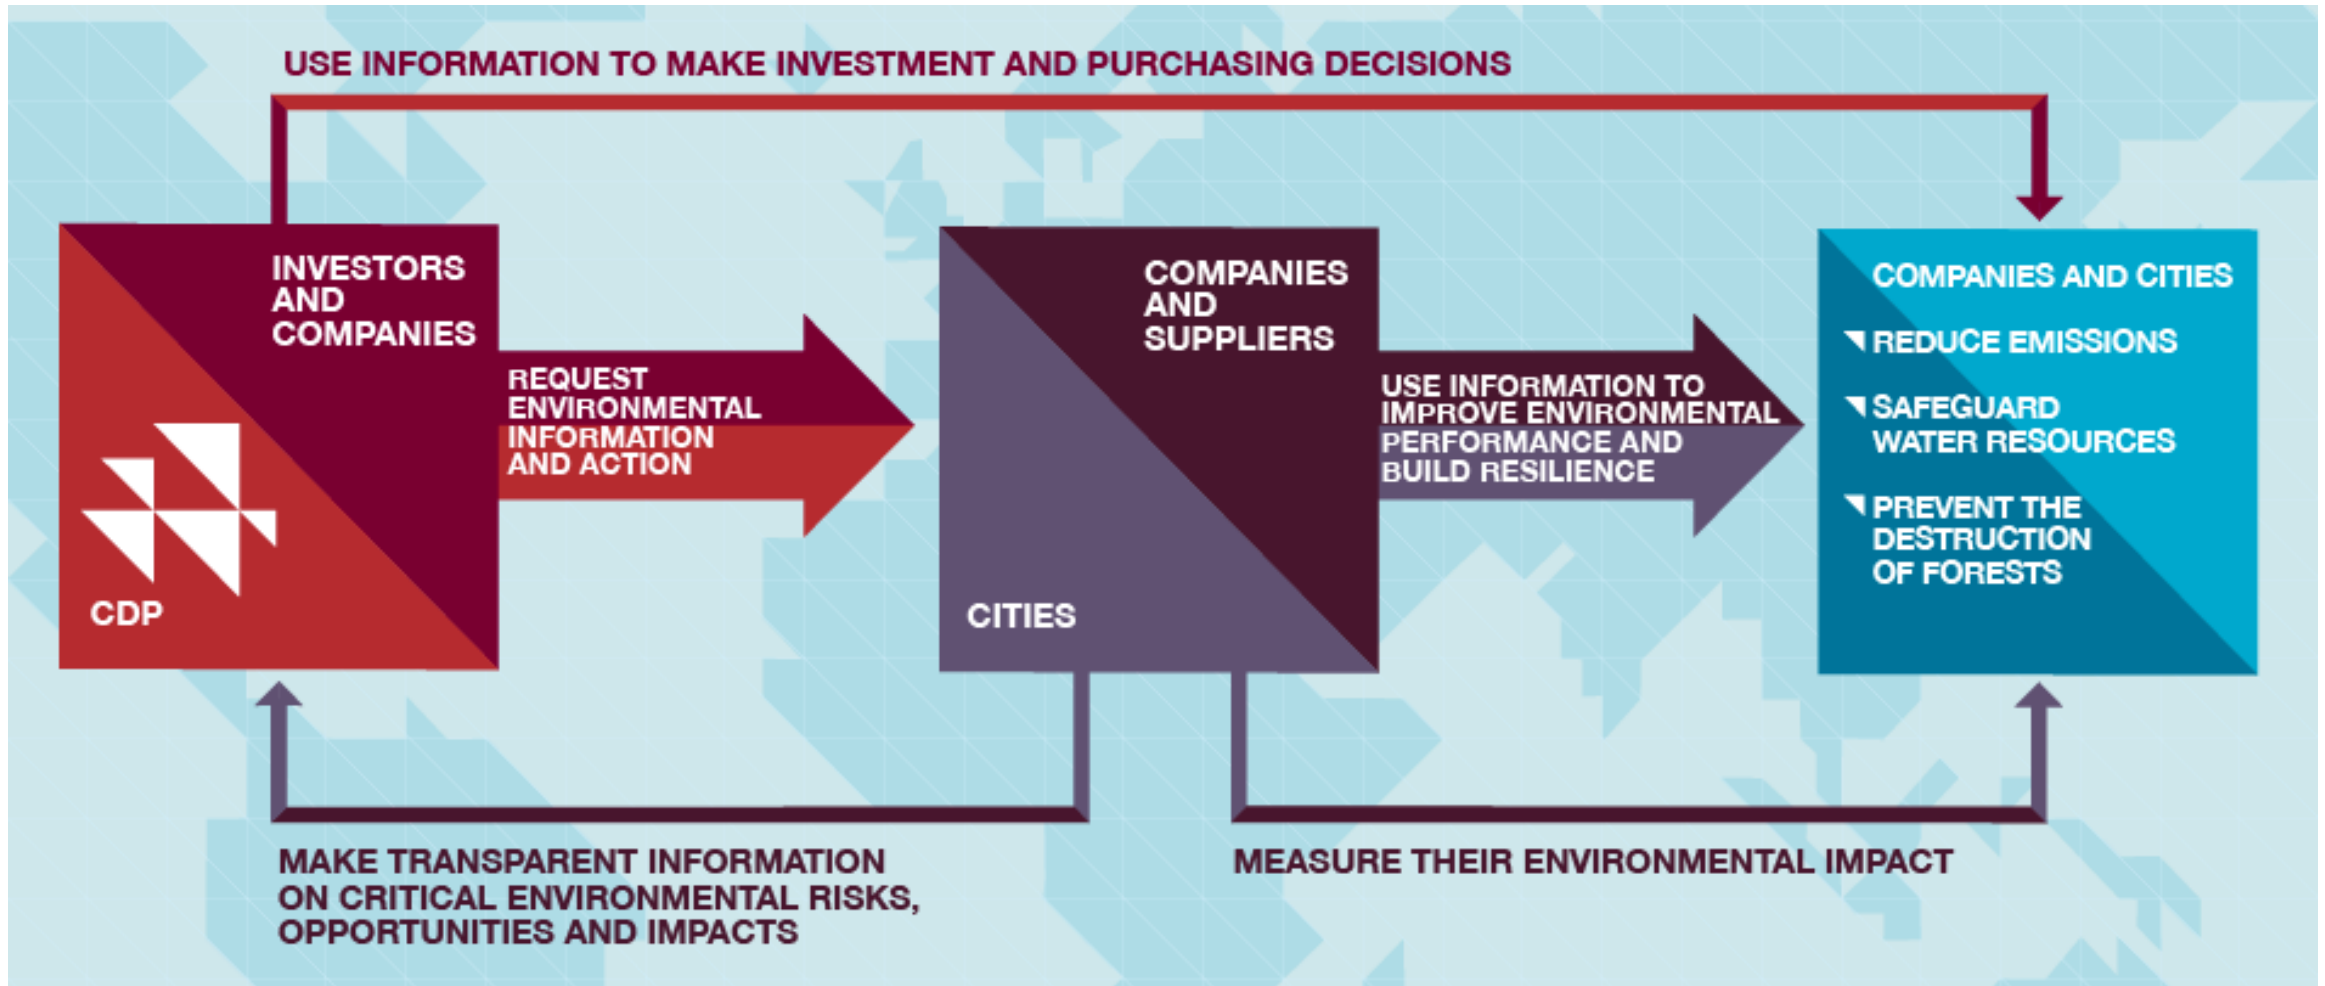 USE INFORMATION TO MAKE INVESTMENT AND PURCHASING DECISIONS
INVESTORS
AND
COMPANIES
CDP
REQUEST
ENVIRONMENTAL
INFORMATION
AND ACTION
COMPANIES
AND
SUPPLIERS
CITIES
USE INFORMATION TO
IMPROVE ENVIRONMENTAL
PERFORMANCE AND
BUILD RESILIENCE
COMPANIES AND CITIES
REDUCE EMISSIONS
SAFEGUARD
WATER RESOURCES
PREVENT THE
DESTRUCTION
OF FORESTS
MAKE TRANSPARENT INFORMATION
ON CRITICAL ENVIRONMENTAL RISKS,
OPPORTUNITIES AND IMPACTS
MEASURE THEIR ENVIRONMENTAL IMPACT